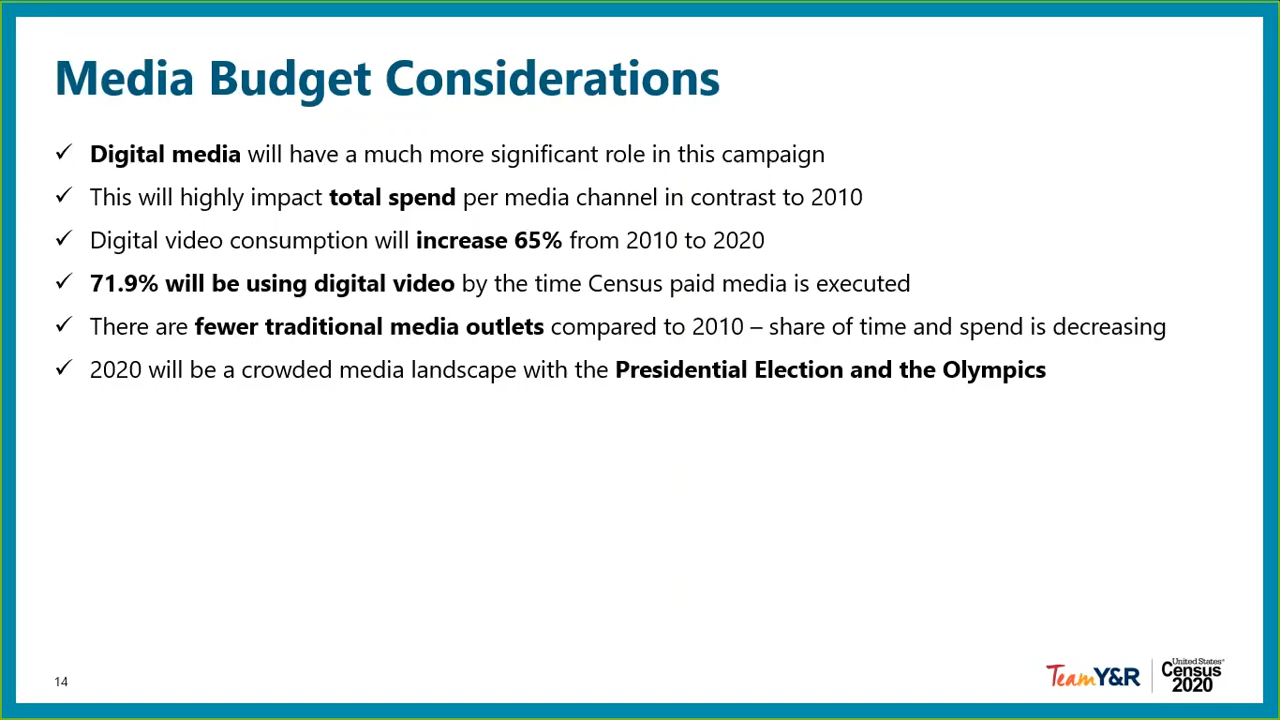 Media Budget Considerations
✓ Digital media will have a much more significant role in this campaign
✓ This will highly impact total spend per media channel in contrast to 2010
✓ Digital video consumption will increase 65% from 2010 to 2020
✓ 71.9% will be using digital video by the time Census paid media is executed
✓ There are fewer traditional media outlets compared to 2010 – share of time and spend is decreasing
✓ 2020 will be a crowded media landscape with the Presidential Election and the Olympics
14
TeamY&R
United States®
Census
2020